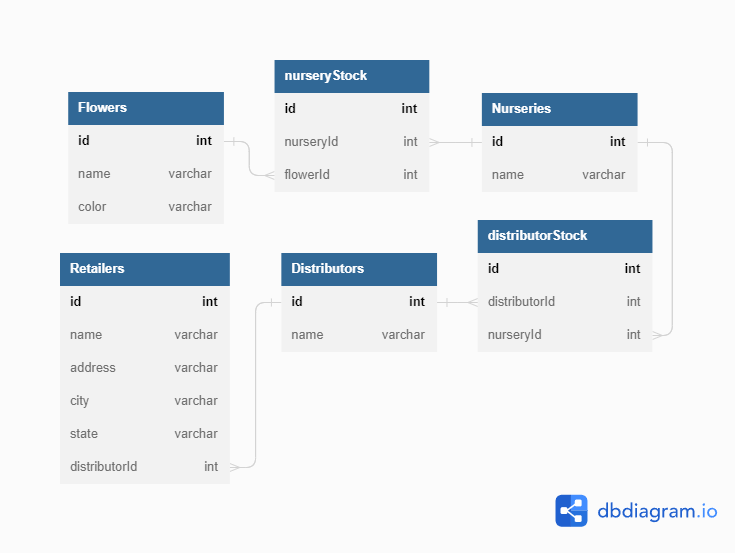 Flowers
id int
name varchar
color varchar
nurseryStock
id int
nurseryId int
flowerId int
Nurseries
id int
name varchar
Retailers
id int
name varchar
address varchar
city varchar
state varchar
distributorId int
Distributors
id int
name varchar
distributorStock
id int
distributorId int
nurseryId int
dbdiagram.io